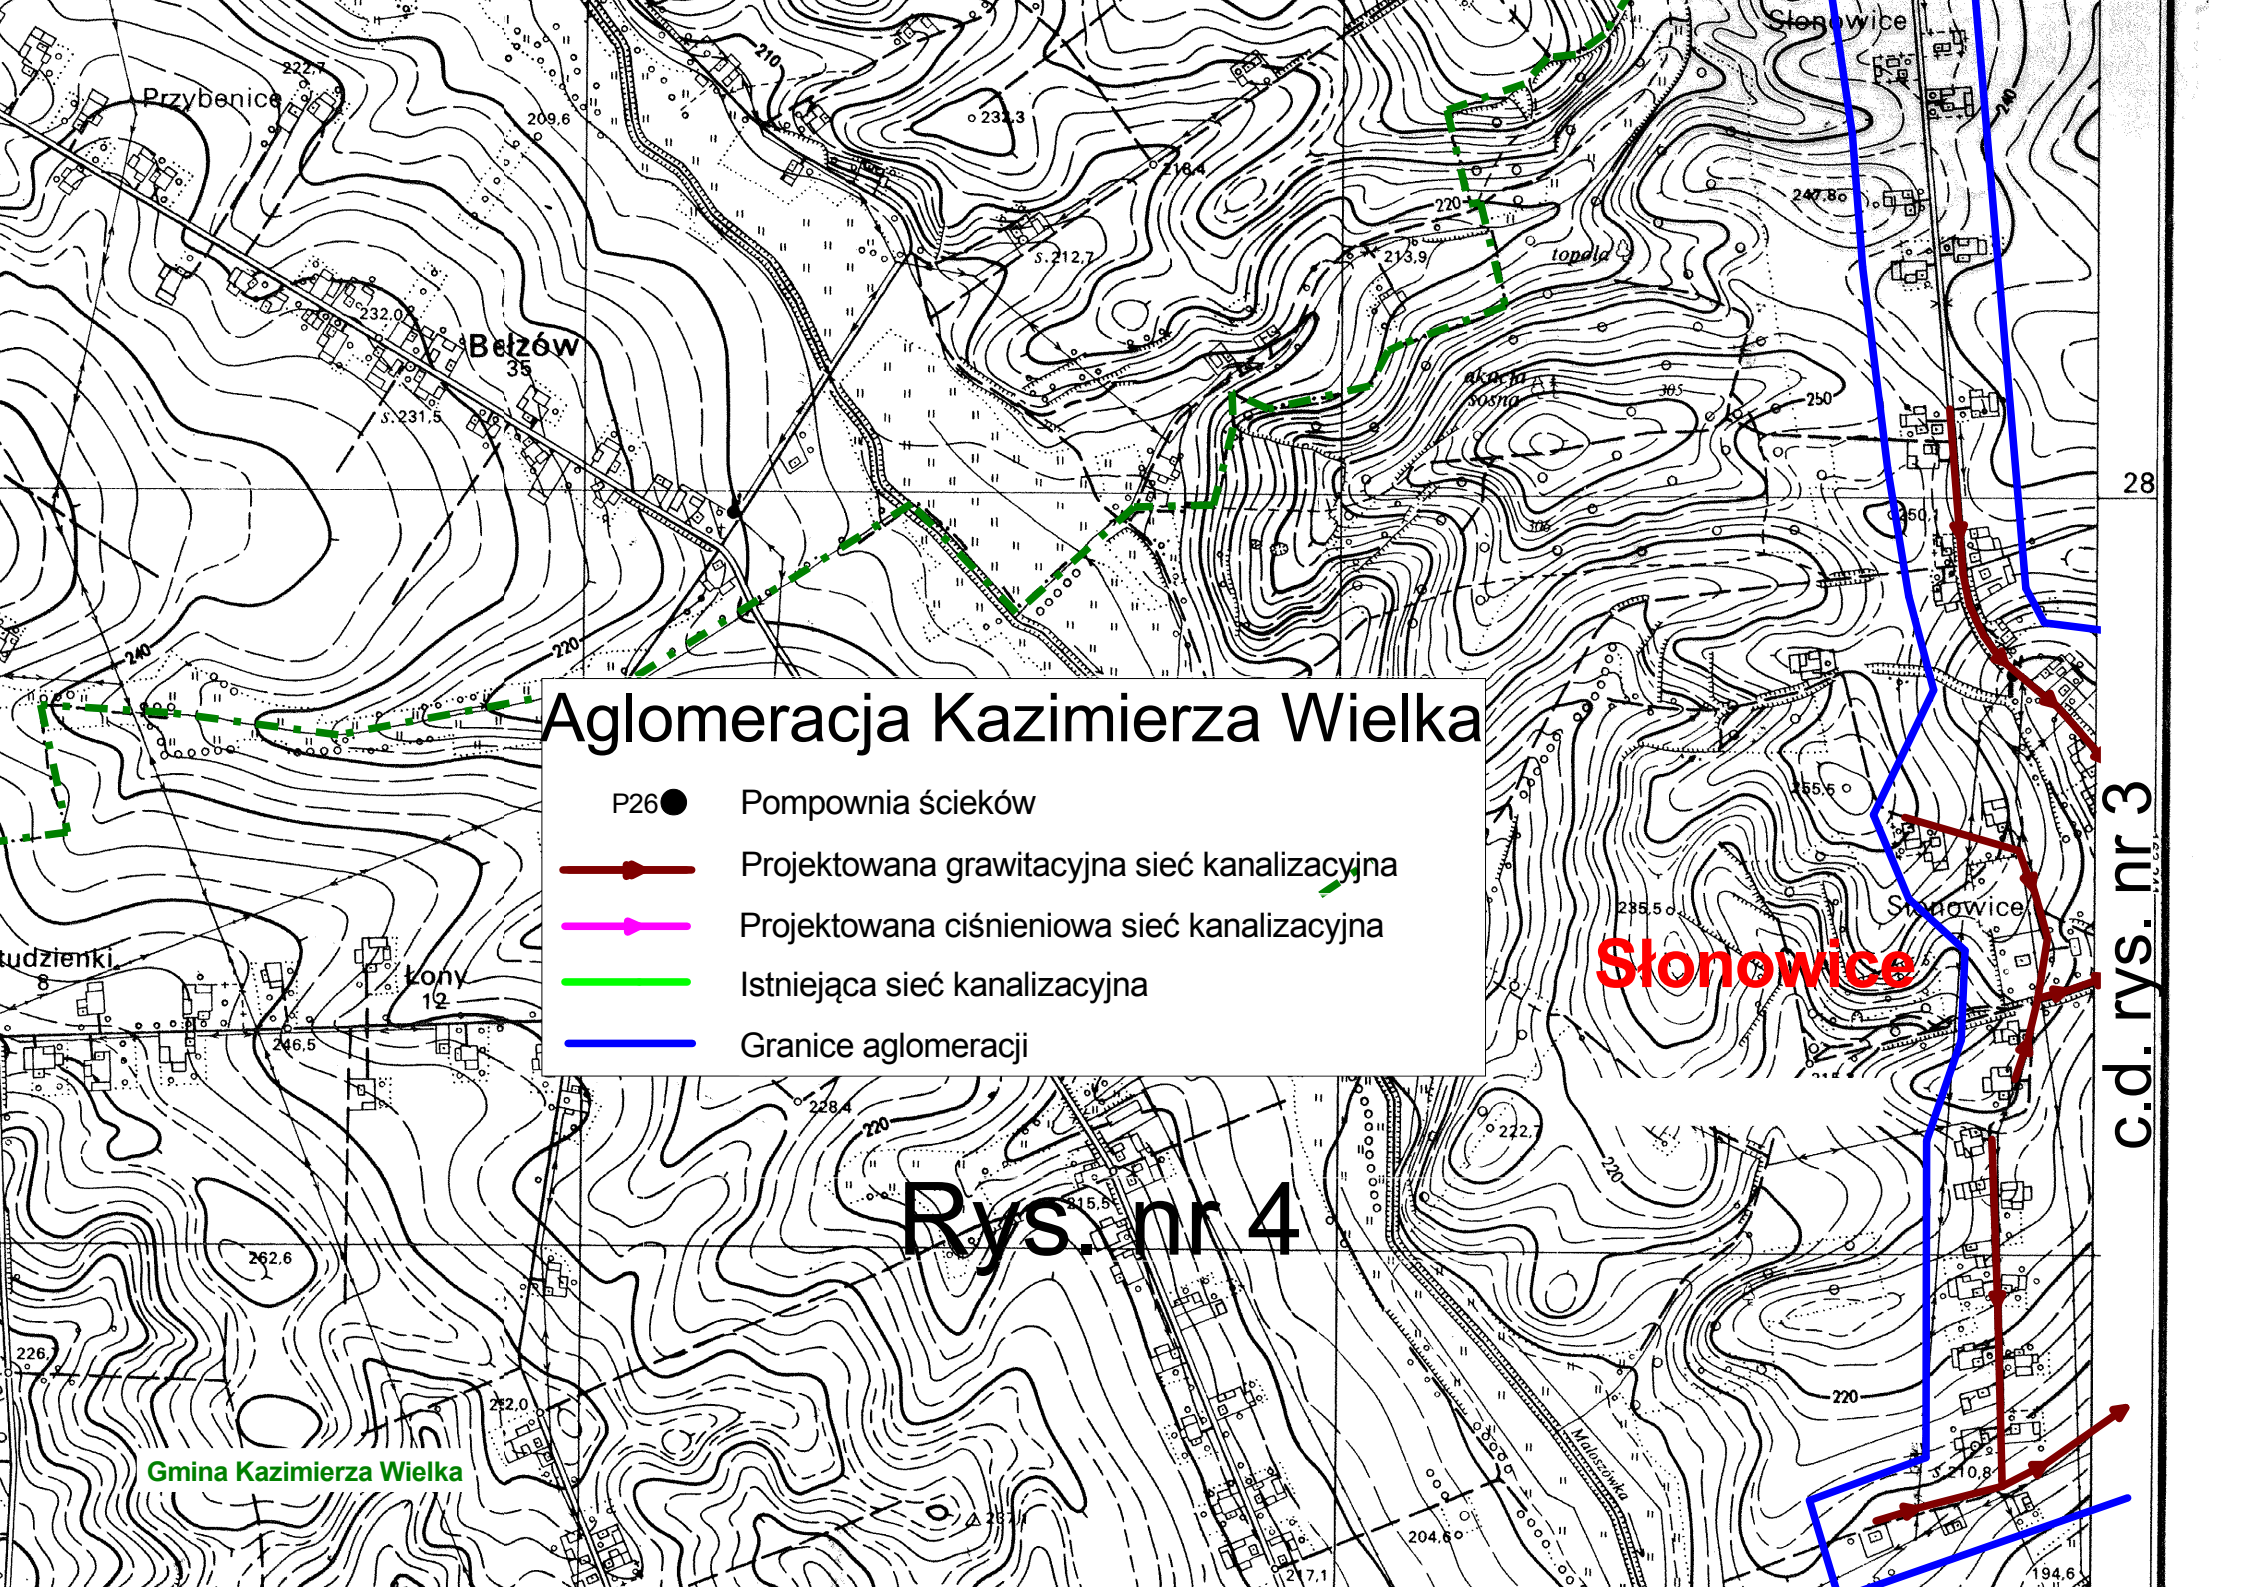 Słonowice
210
222,7
Przybenice
240
209,6
232,3
218,4
247,8
220
s.212,7
213,9
topola
232,0
Bełzów
35
akacja
sosna
305
250
s.231,5
28
250,1
306
240
220
Aglomeracja Kazimierza Wielka
P26 Pompownia ścieków
Projektowana grawitacyjna sieć kanalizacyjna
Projektowana ciśnieniowa sieć kanalizacyjna
Istniejąca sieć kanalizacyjna
Granice aglomeracji
255,5
c.d. rys. nr 3
235,5
Słonowice
Słonowice
tudzienki
8
Łony
12
246,5
228,4
220
222,7
220
215,5
Rys. nr 4
262,6
226,7
220
Małoszówka
Gmina Kazimierza Wielka
s.210,8
204,6
217,1
194,6